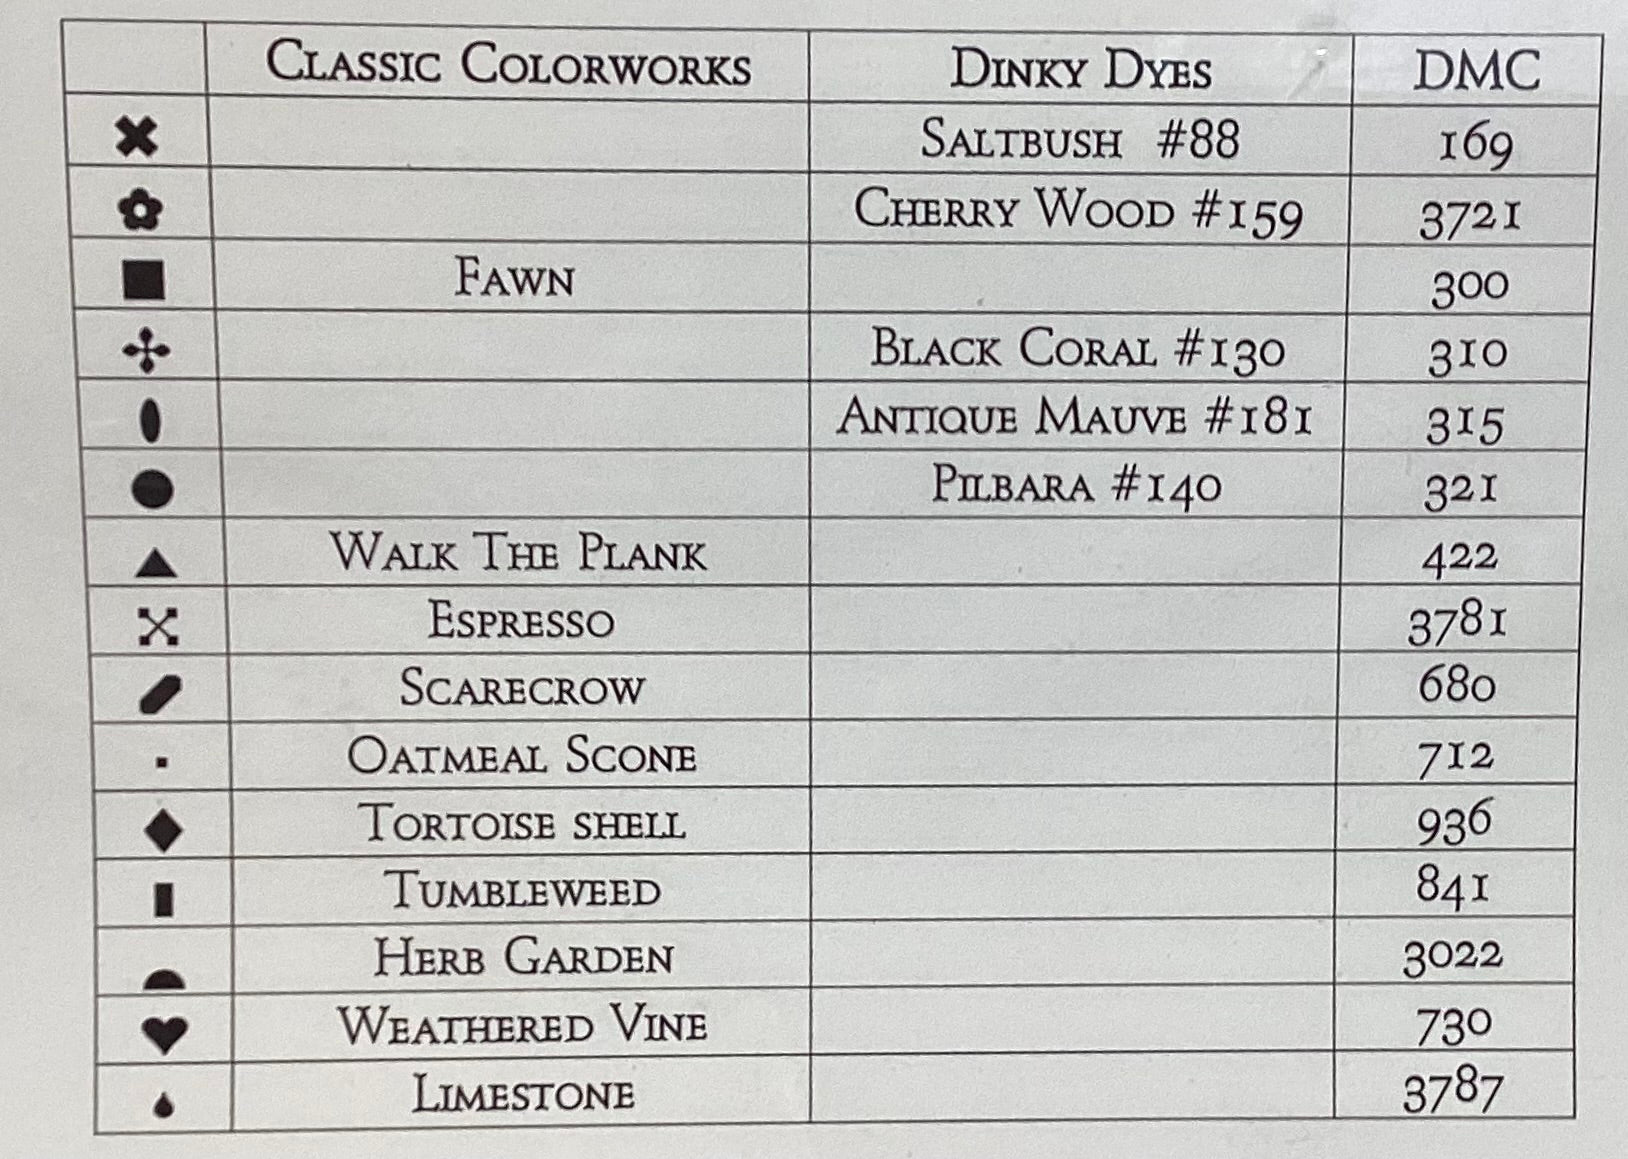 Classic Colorworks Dinky Dyes DMC
Saltbush #88 169
Cherry Wood #159 3721
Fawn 300
Black Coral #130 310
Antique Mauve #181 315
Pilbara #140 321
Walk The Plank 422
Espresso 3781
Scarecrow 680
Oatmeal Scone 712
Tortoise shell 936
Tumbleweed 841
Herb Garden 3022
Weathered Vine 730
Limestone 3787